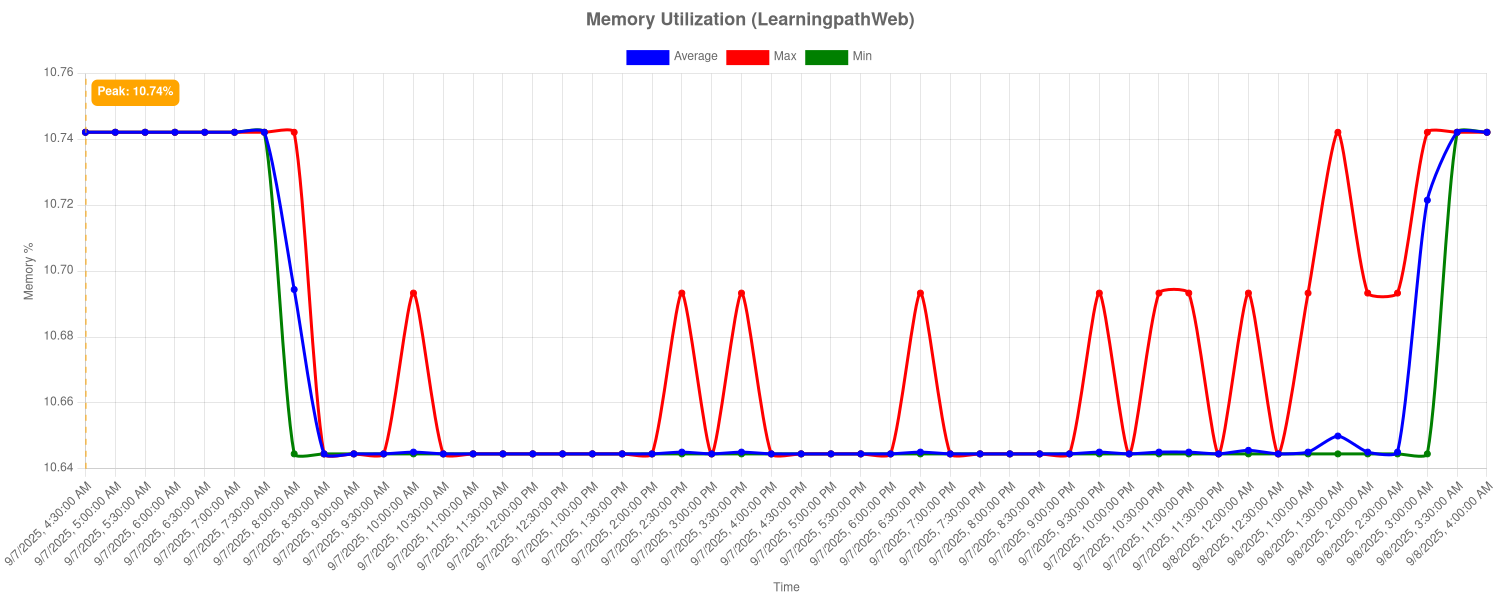 Memory Utilization (LearningpathWeb)
Average Max Min
10.76
Peak: 10.74%
10.74
10.72
10.70
10.68
10.66
10.64
Memory %
9/7/2025, 4:30:00 AM
9/7/2025, 5:00:00 AM
9/7/2025, 5:30:00 AM
9/7/2025, 6:00:00 AM
9/7/2025, 6:30:00 AM
9/7/2025, 7:00:00 AM
9/7/2025, 7:30:00 AM
9/7/2025, 8:00:00 AM
9/7/2025, 8:30:00 AM
9/7/2025, 9:00:00 AM
9/7/2025, 9:30:00 AM
9/7/2025, 10:00:00 AM
9/7/2025, 10:30:00 AM
9/7/2025, 11:00:00 AM
9/7/2025, 11:30:00 AM
9/7/2025, 12:00:00 PM
9/7/2025, 12:30:00 PM
9/7/2025, 1:00:00 PM
9/7/2025, 1:30:00 PM
9/7/2025, 2:00:00 PM
9/7/2025, 2:30:00 PM
9/7/2025, 3:00:00 PM
9/7/2025, 3:30:00 PM
9/7/2025, 4:00:00 PM
9/7/2025, 4:30:00 PM
9/7/2025, 5:00:00 PM
9/7/2025, 5:30:00 PM
9/7/2025, 6:00:00 PM
9/7/2025, 6:30:00 PM
9/7/2025, 7:00:00 PM
9/7/2025, 7:30:00 PM
9/7/2025, 8:00:00 PM
9/7/2025, 8:30:00 PM
9/7/2025, 9:00:00 PM
9/7/2025, 9:30:00 PM
9/7/2025, 10:00:00 PM
9/7/2025, 10:30:00 PM
9/7/2025, 11:00:00 PM
9/7/2025, 11:30:00 PM
9/8/2025, 12:00:00 AM
9/8/2025, 12:30:00 AM
9/8/2025, 1:00:00 AM
9/8/2025, 1:30:00 AM
9/8/2025, 2:00:00 AM
9/8/2025, 2:30:00 AM
9/8/2025, 3:00:00 AM
9/8/2025, 3:30:00 AM
9/8/2025, 4:00:00 AM
Time